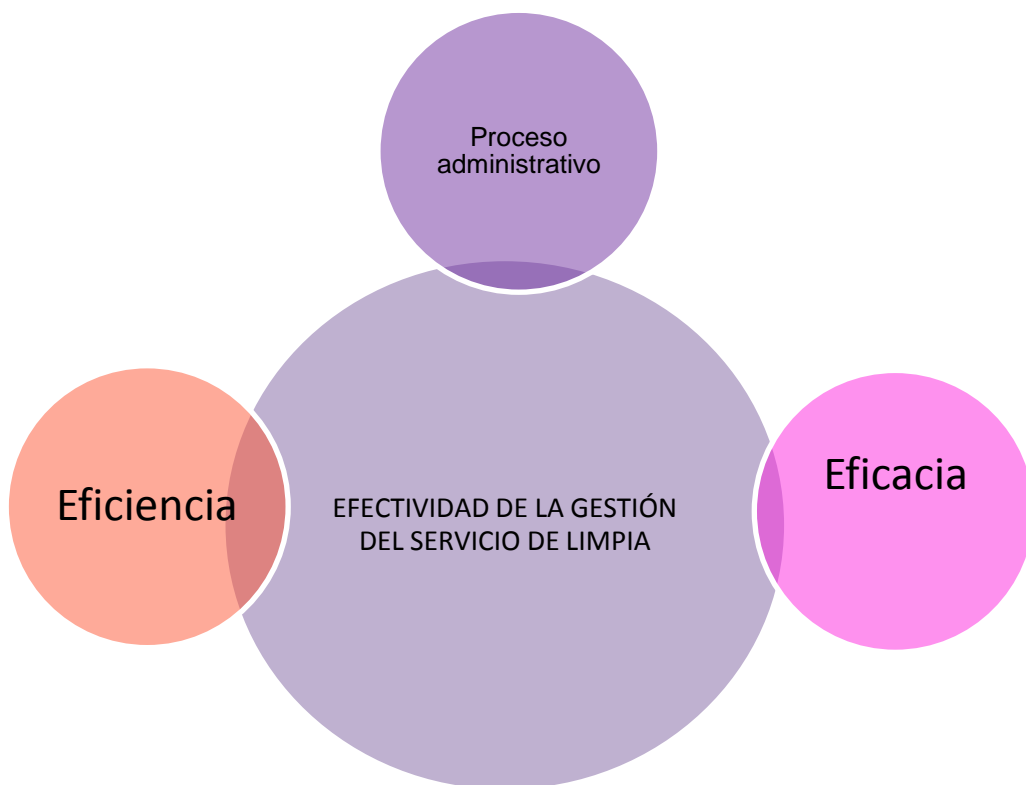 Proceso
administrativo
Eficiencia
EFECTIVIDAD DE LA GESTIÓN
DEL SERVICIO DE LIMPIA
Eficacia